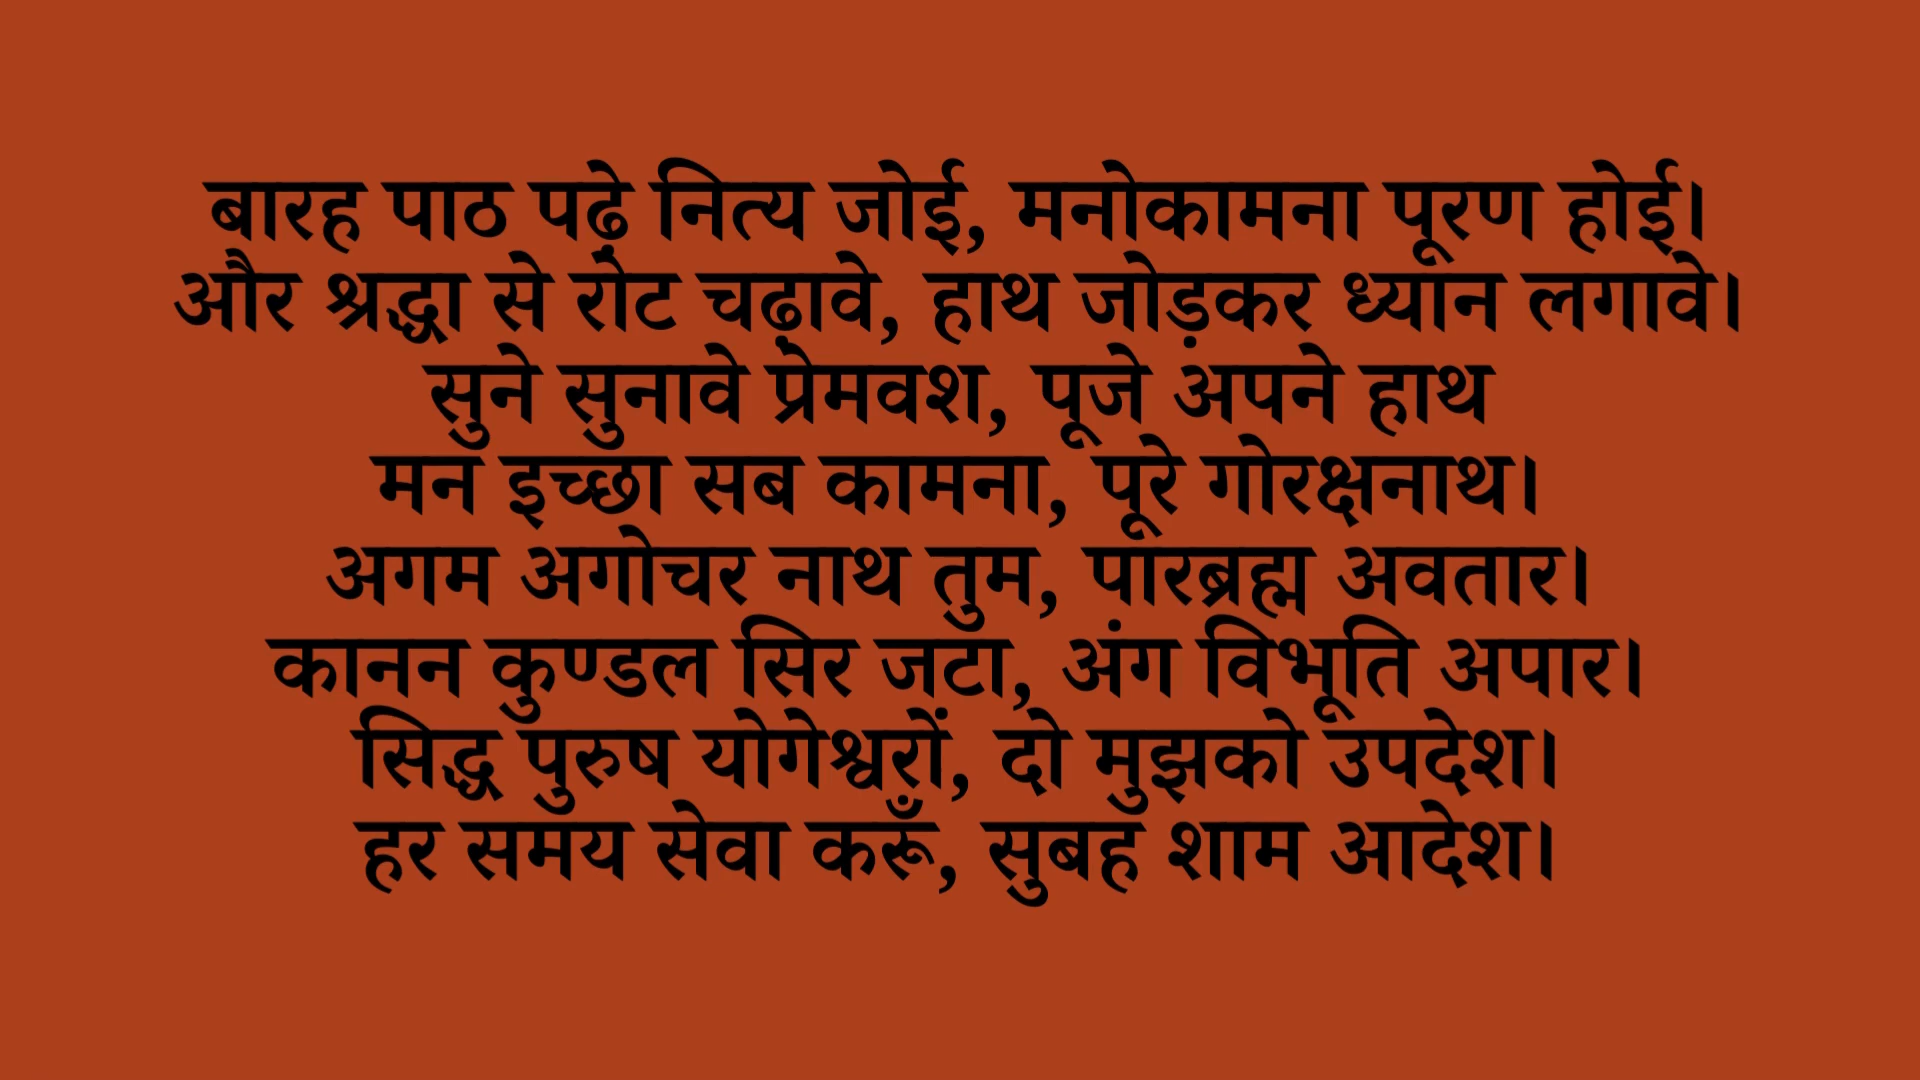 बारह पाठ पढ़े नित्य जोई, मनोकामना पूरण होई।
और श्रद्धा से रोट चढ़ावे, हाथ जोड़कर ध्यान लगावे।
सुने सुनावे प्रेमवश, पूजे अपने हाथ
मन इच्छा सब कामना, पूरे गोरक्षनाथ।
अगम अगोचर नाथ तुम, पारब्रह्म अवतार।
कानन कुण्डल सिर जटा, अंग विभूति अपार।
सिद्ध पुरुष योगेश्वरों, दो मुझको उपदेश।
हर समय सेवा करूँ, सुबह शाम आदेश।